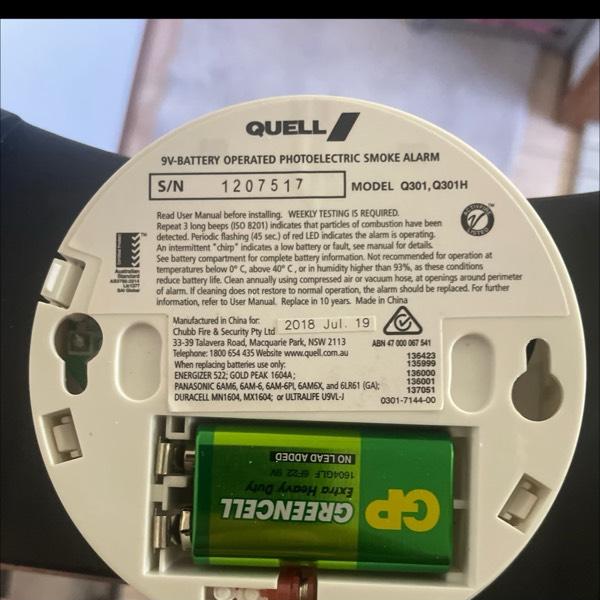 QUELL
9V-BATTERY OPERATED PHOTOELECTRIC SMOKE ALARM
S/N 1207517 MODEL Q301, Q301H
Read User Manual before installing. WEEKLY TESTING IS REQUIRED.
Repeat 3 long beeps (ISO 8201) indicates that particles of combustion have been
detected. Periodic flashing (45 sec.) of red LED indicates the alarm is operating.
An intermittent "chirp" indicates a low battery or fault, see manual for details.
See battery compartment for complete battery information. Not recommended for operation at
temperatures below 0° C, above 40° C , or in humidity higher than 93%, as these conditions
reduce battery life. Clean annually using compressed air or vacuum hose, at openings around perimeter
of alarm. If cleaning does not restore to normal operation, the alarm should be replaced. For further
information, refer to User Manual. Replace in 10 years. Made in China
Australian
Standard
SAI Global
Manufactured in China for: 2018 Jul. 19
Chubb Fire & Security Pty Ltd
33-39 Talavera Road, Macquarie Park, NSW 2113
Telephone: 1800 654 435 Website www.quell.com.au
ABN 47 000 067 541
When replacing batteries use only:
ENERGIZER 522; GOLD PEAK 1604A;
PANASONIC 6AM6, 6AM-6, 6AM-6PI, 6AM6X, and 6LR61 (GA);
DURACELL MN1604, MX1604; or ULTRALIFE U9VL-J
136423
135999
136000
136001
137051
0301-7144-00
GP
GREENCELL
Extra Heavy Duty
1604GLF 6F22 9V
NO LEAD ADDED